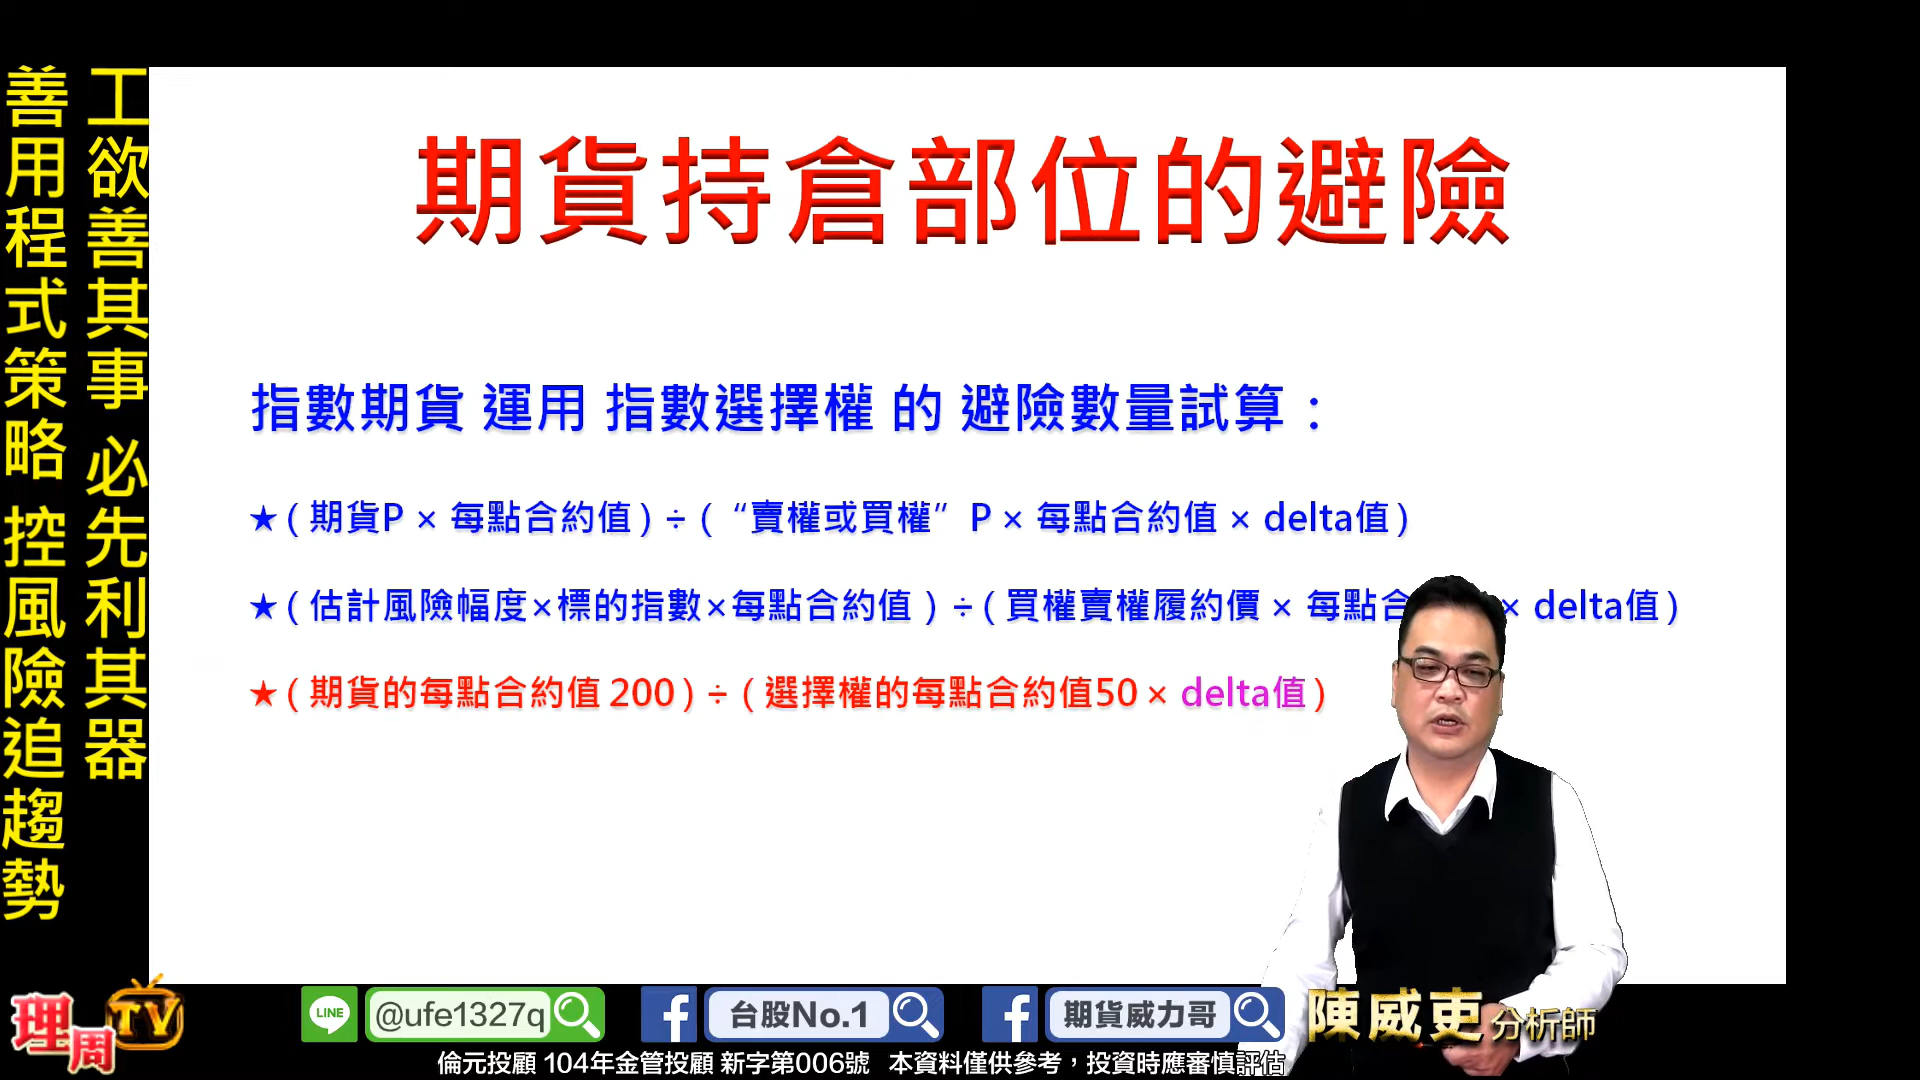 工欲善其事 必先利其器
善用程式策略 控風險追趨勢
期貨持倉部位的避險
指數期貨 運用 指數選擇權 的 避險數量試算：
★ ( 期貨P × 每點合約值 ) ÷ ( “賣權或買權” P × 每點合約值 × delta值 )
★ ( 估計風險幅度×標的指數×每點合約值 ) ÷ ( 買權賣權履約價 × 每點合 × delta值 )
★ ( 期貨的每點合約值 200 ) ÷ ( 選擇權的每點合約值50 × delta值 )
理周TV
LINE @ufe1327q
f 台股No.1
f 期貨威力哥
陳威吏 分析師
倫元投顧 104年金管投顧 新字第006號 本資料僅供參考，投資時應審慎評估